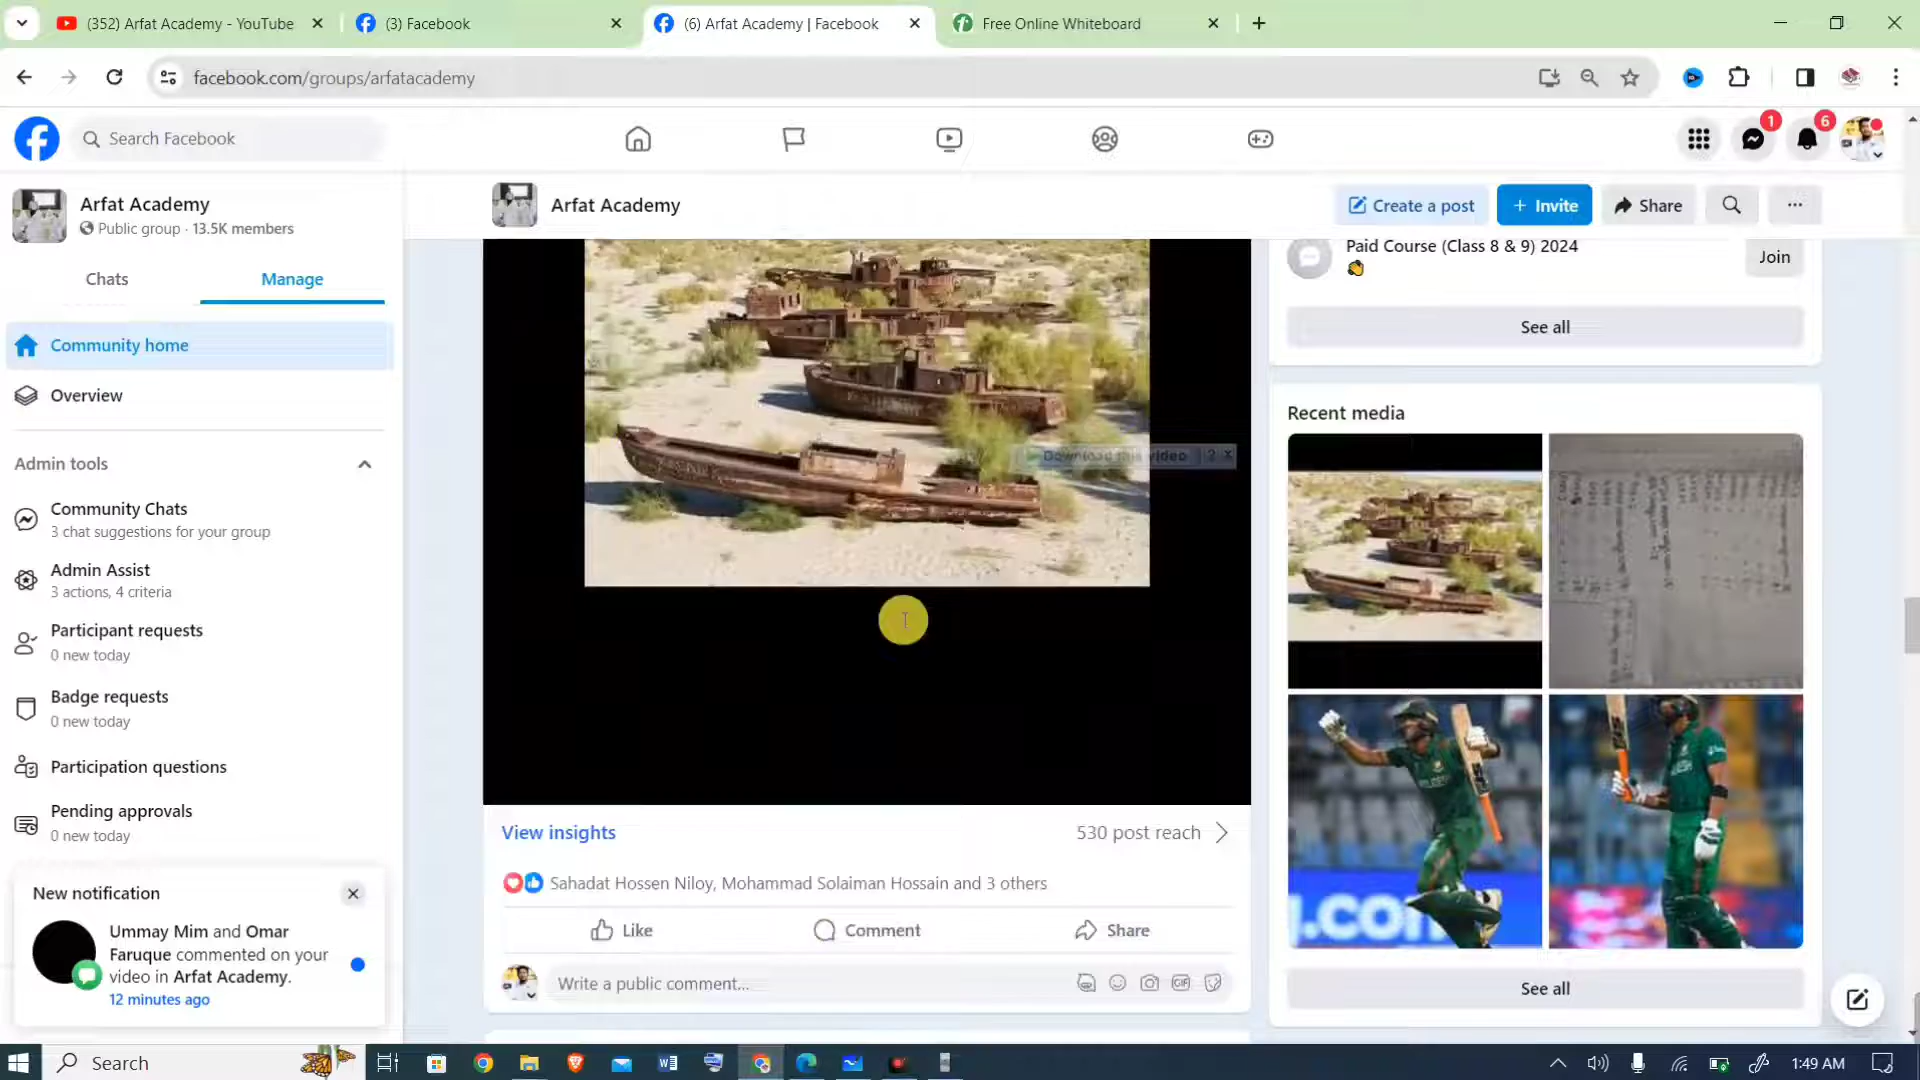 (352) Arfat Academy - YouTube
(3) Facebook
(6) Arfat Academy | Facebook
Free Online Whiteboard
facebook.com/groups/arfatacademy
Search Facebook
1
6
Arfat Academy
Public group · 13.5K members
Chats
Manage
Community home
Overview
Admin tools
Community Chats
3 chat suggestions for your group
Admin Assist
3 actions, 4 criteria
Participant requests
0 new today
Badge requests
0 new today
Participation questions
Pending approvals
0 new today
New notification
Ummay Mim and Omar
Faruque commented on your
video in Arfat Academy.
12 minutes ago
Arfat Academy
Create a post
+ Invite
Share
Download this video ? x
View insights
530 post reach
Sahadat Hossen Niloy, Mohammad Solaiman Hossain and 3 others
Like
Comment
Share
Write a public comment...
GIF
Paid Course (Class 8 & 9) 2024
Join
See all
Recent media
See all
Search
1:49 AM